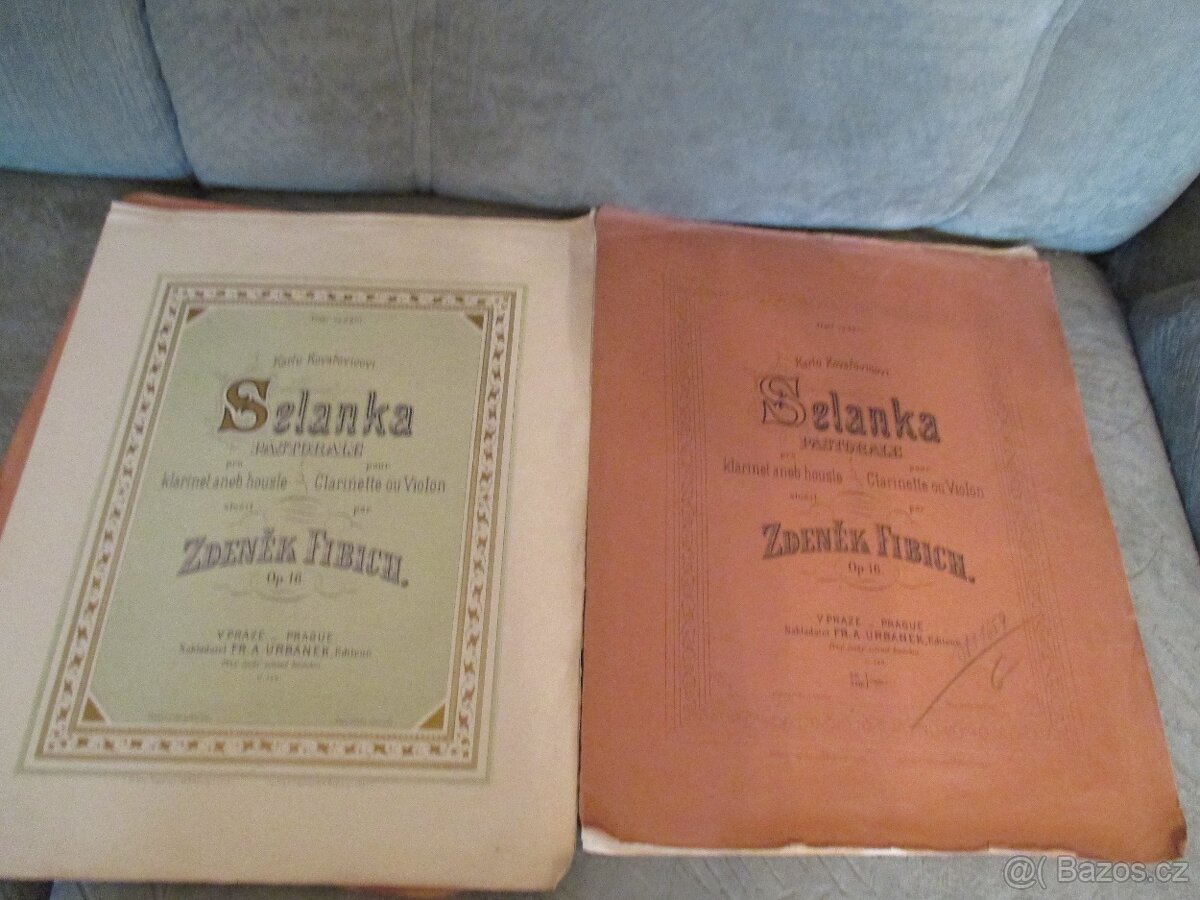 Karlu Kovařovicovi
Selanka
PASTORALE
pro pour
klarinet aneb housle Clarinette ou Violon
složil par
ZDENĚK FIBICH.
Op. 16.
V PRAZE — PRAGUE
Nakladatel FR. A. URBÁNEK, Editeur.
Karlu Kovařovicovi
Selanka
PASTORALE
pro pour
klarinet aneb housle Clarinette ou Violon
složil par
ZDENĚK FIBICH.
Op. 16.
V PRAZE — PRAGUE
Nakladatel FR. A. URBÁNEK, Editeur.
@( Bazos.cz